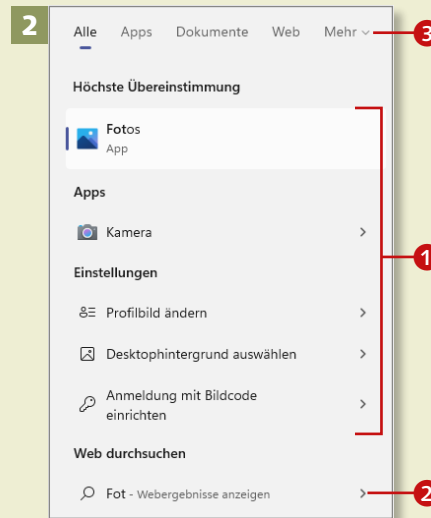 2
Alle Apps Dokumente Web Mehr
3
Höchste Übereinstimmung
Fotos
App
Apps
Kamera
1
Einstellungen
Profilbild ändern
Desktophintergrund auswählen
Anmeldung mit Bildcode
einrichten
Web durchsuchen
Fot - Webergebnisse anzeigen
2